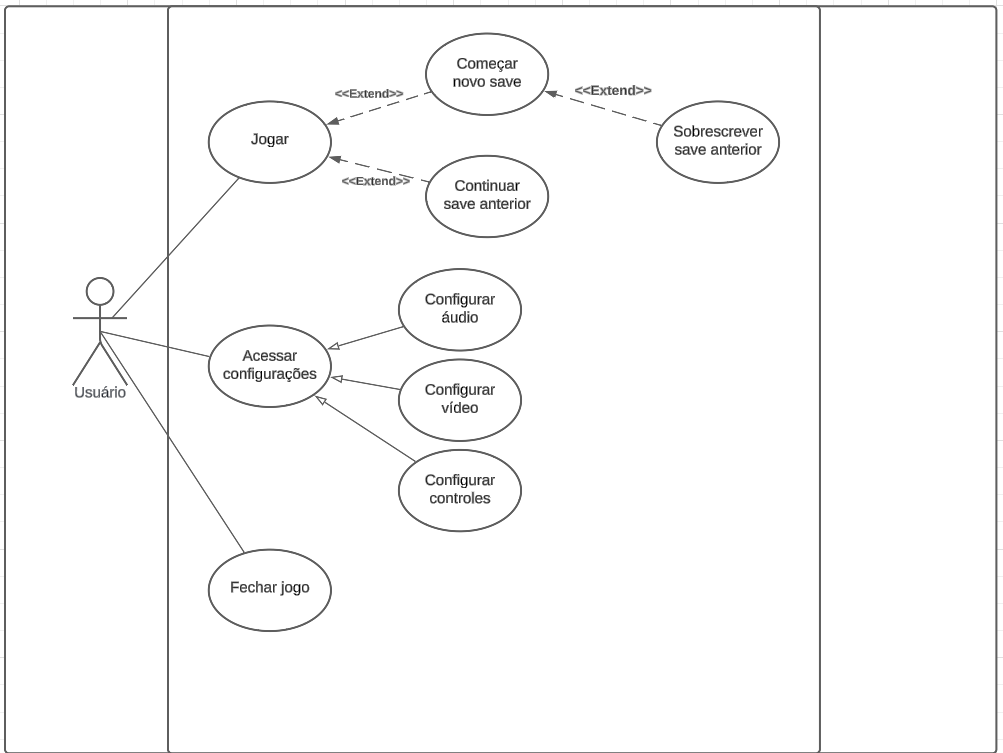 Começar
novo save
<<Extend>>
<<Extend>>
Jogar
Sobrescrever
save anterior
<<Extend>>
Continuar
save anterior
Configurar
áudio
Acessar
configurações
Usuário
Configurar
vídeo
Configurar
controles
Fechar jogo